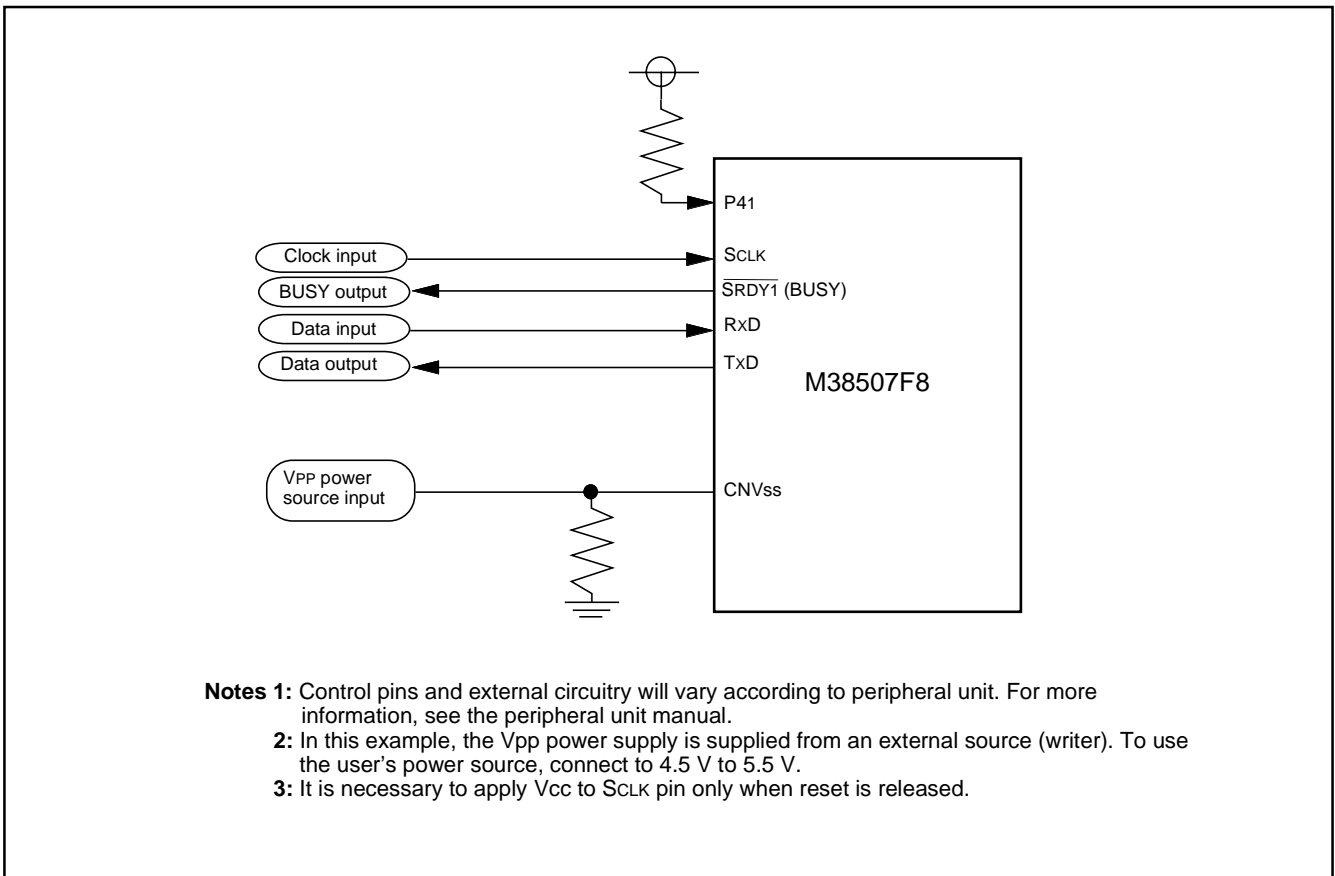 P41
Clock input
SCLK
BUSY output
SRDY1 (BUSY)
Data input
RxD
Data output
TxD
M38507F8
VPP power
source input
CNVss
Notes 1: Control pins and external circuitry will vary according to peripheral unit. For more
information, see the peripheral unit manual.
2: In this example, the Vpp power supply is supplied from an external source (writer). To use
the user's power source, connect to 4.5 V to 5.5 V.
3: It is necessary to apply Vcc to SCLK pin only when reset is released.